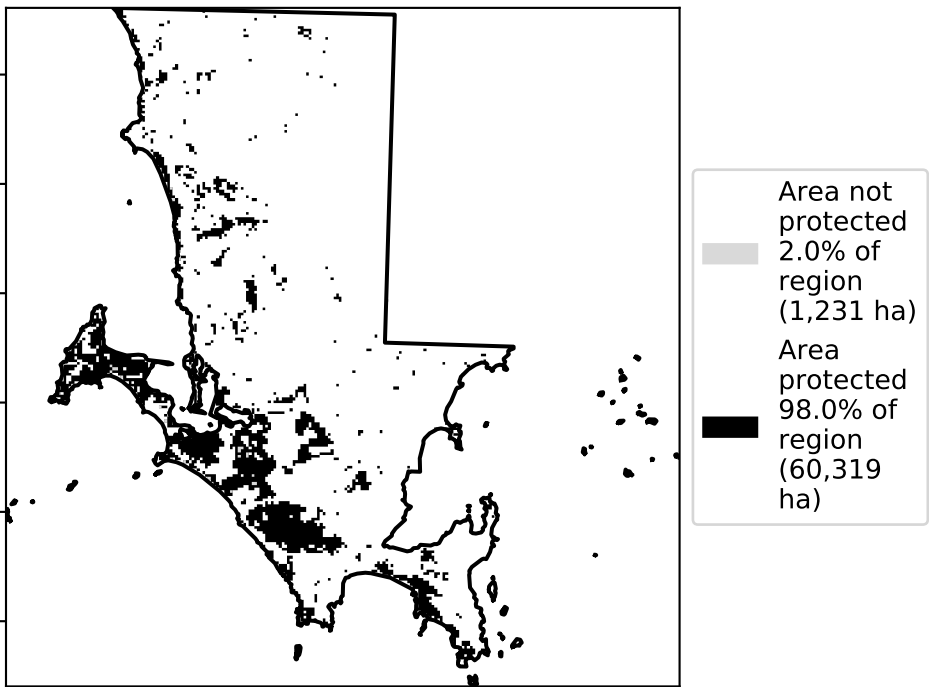 Area not
protected
2.0% of
region
(1,231 ha)
Area
protected
98.0% of
region
(60,319
ha)